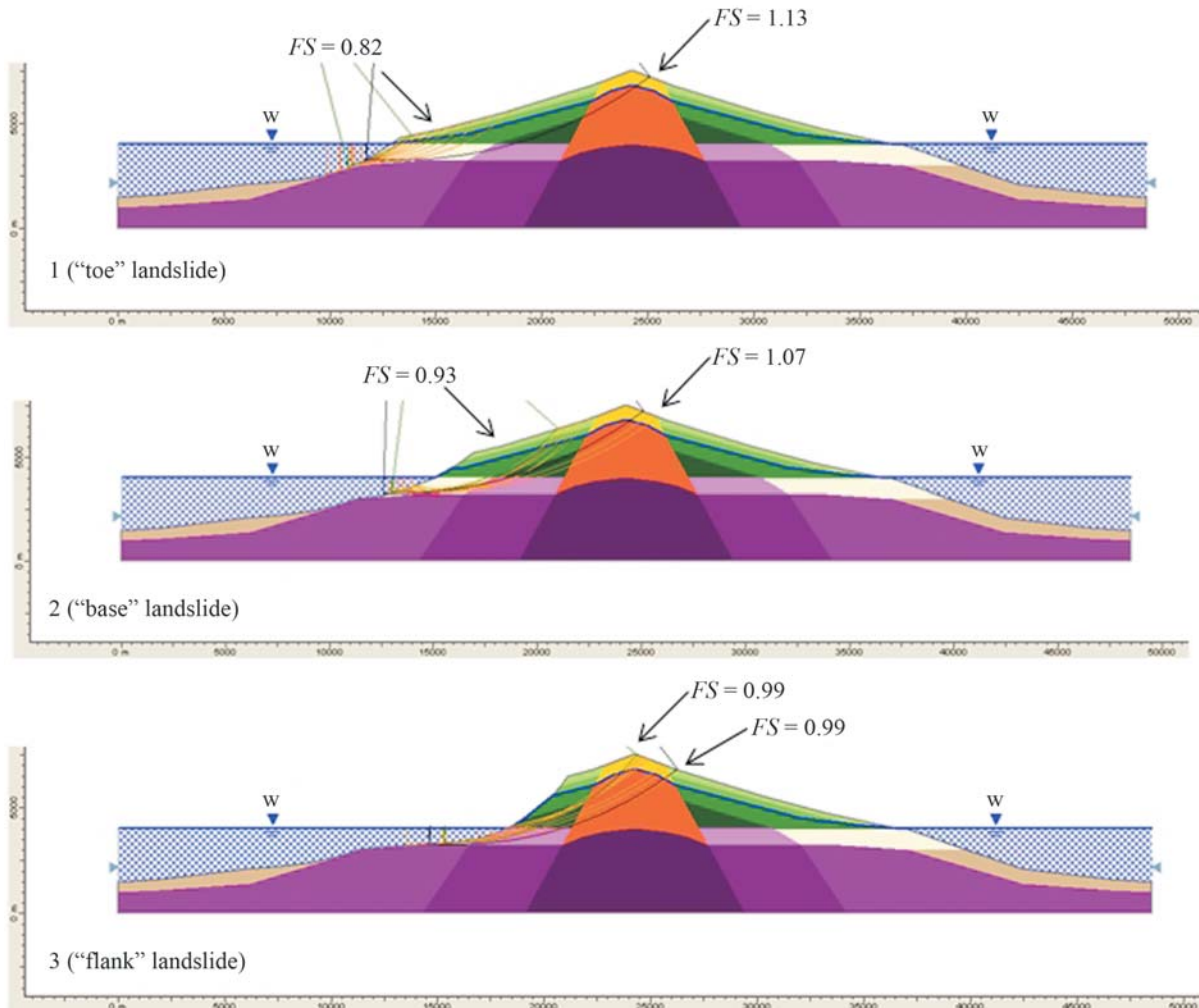 FS = 1.13
FS = 0.82
W W
5000
0 m
1 (“toe” landslide)
0 m 5000 10000 15000 20000 25000 30000 35000 40000 45000 50000
FS = 1.07
FS = 0.93
W W
5000
0 m
2 (“base” landslide)
0 m 5000 10000 15000 20000 25000 30000 35000 40000 45000 50000
FS = 0.99
FS = 0.99
W W
5000
0 m
3 (“flank” landslide)
0 m 5000 10000 15000 20000 25000 30000 35000 40000 45000 50000